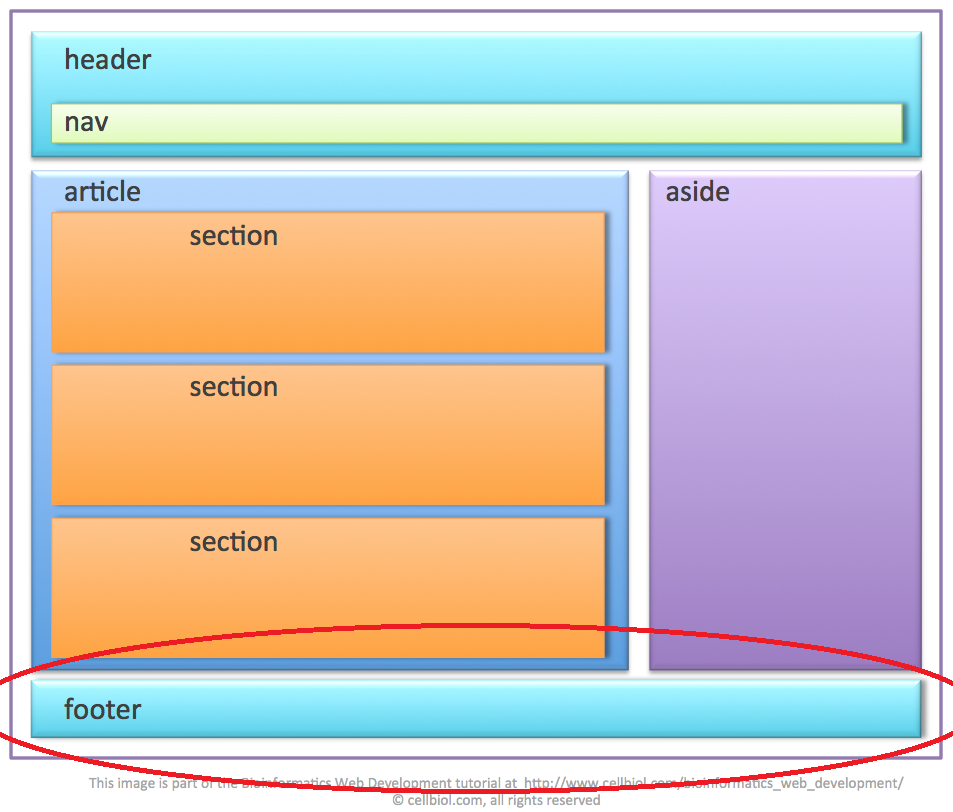 header
nav
article
aside
section
section
section
footer
This image is part of the Bioinformatics Web Development tutorial at http://www.cellbiol.com/bioinformatics_web_development/
© cellbiol.com, all rights reserved